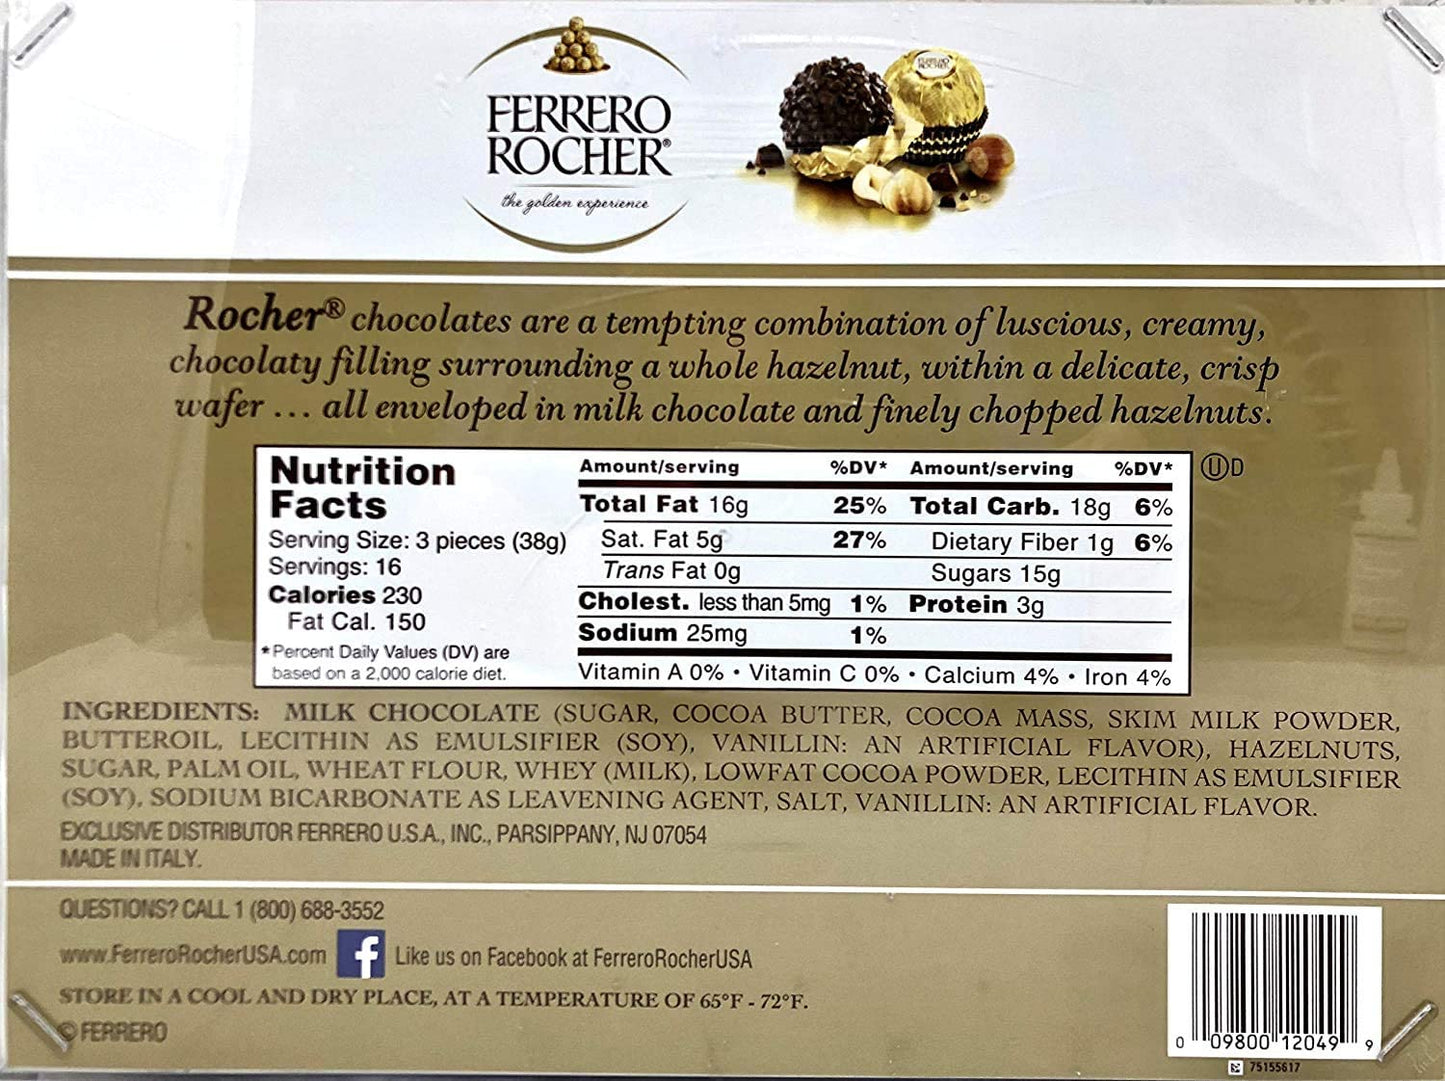 FERRERO
ROCHER®
the golden experience
FERRERO
ROCHER
Rocher® chocolates are a tempting combination of luscious, creamy,
chocolaty filling surrounding a whole hazelnut, within a delicate, crisp
wafer ... all enveloped in milk chocolate and finely chopped hazelnuts.
Nutrition
Facts
Serving Size: 3 pieces (38g)
Servings: 16
Calories 230
Fat Cal. 150
*Percent Daily Values (DV) are
based on a 2,000 calorie diet.
Amount/serving %DV* Amount/serving %DV*
Total Fat 16g 25% Total Carb. 18g 6%
Sat. Fat 5g 27% Dietary Fiber 1g 6%
Trans Fat 0g Sugars 15g
Cholest. less than 5mg 1% Protein 3g
Sodium 25mg 1%
Vitamin A 0% • Vitamin C 0% • Calcium 4% • Iron 4%
U D
INGREDIENTS: MILK CHOCOLATE (SUGAR, COCOA BUTTER, COCOA MASS, SKIM MILK POWDER,
BUTTEROIL, LECITHIN AS EMULSIFIER (SOY), VANILLIN: AN ARTIFICIAL FLAVOR), HAZELNUTS,
SUGAR, PALM OIL, WHEAT FLOUR, WHEY (MILK), LOWFAT COCOA POWDER, LECITHIN AS EMULSIFIER
(SOY), SODIUM BICARBONATE AS LEAVENING AGENT, SALT, VANILLIN: AN ARTIFICIAL FLAVOR.
EXCLUSIVE DISTRIBUTOR FERRERO U.S.A., INC., PARSIPPANY, NJ 07054
MADE IN ITALY.
QUESTIONS? CALL 1 (800) 688-3552
www.FerreroRocherUSA.com f Like us on Facebook at FerreroRocherUSA
STORE IN A COOL AND DRY PLACE, AT A TEMPERATURE OF 65°F - 72°F.
© FERRERO
0 09800 12049 9
75155617